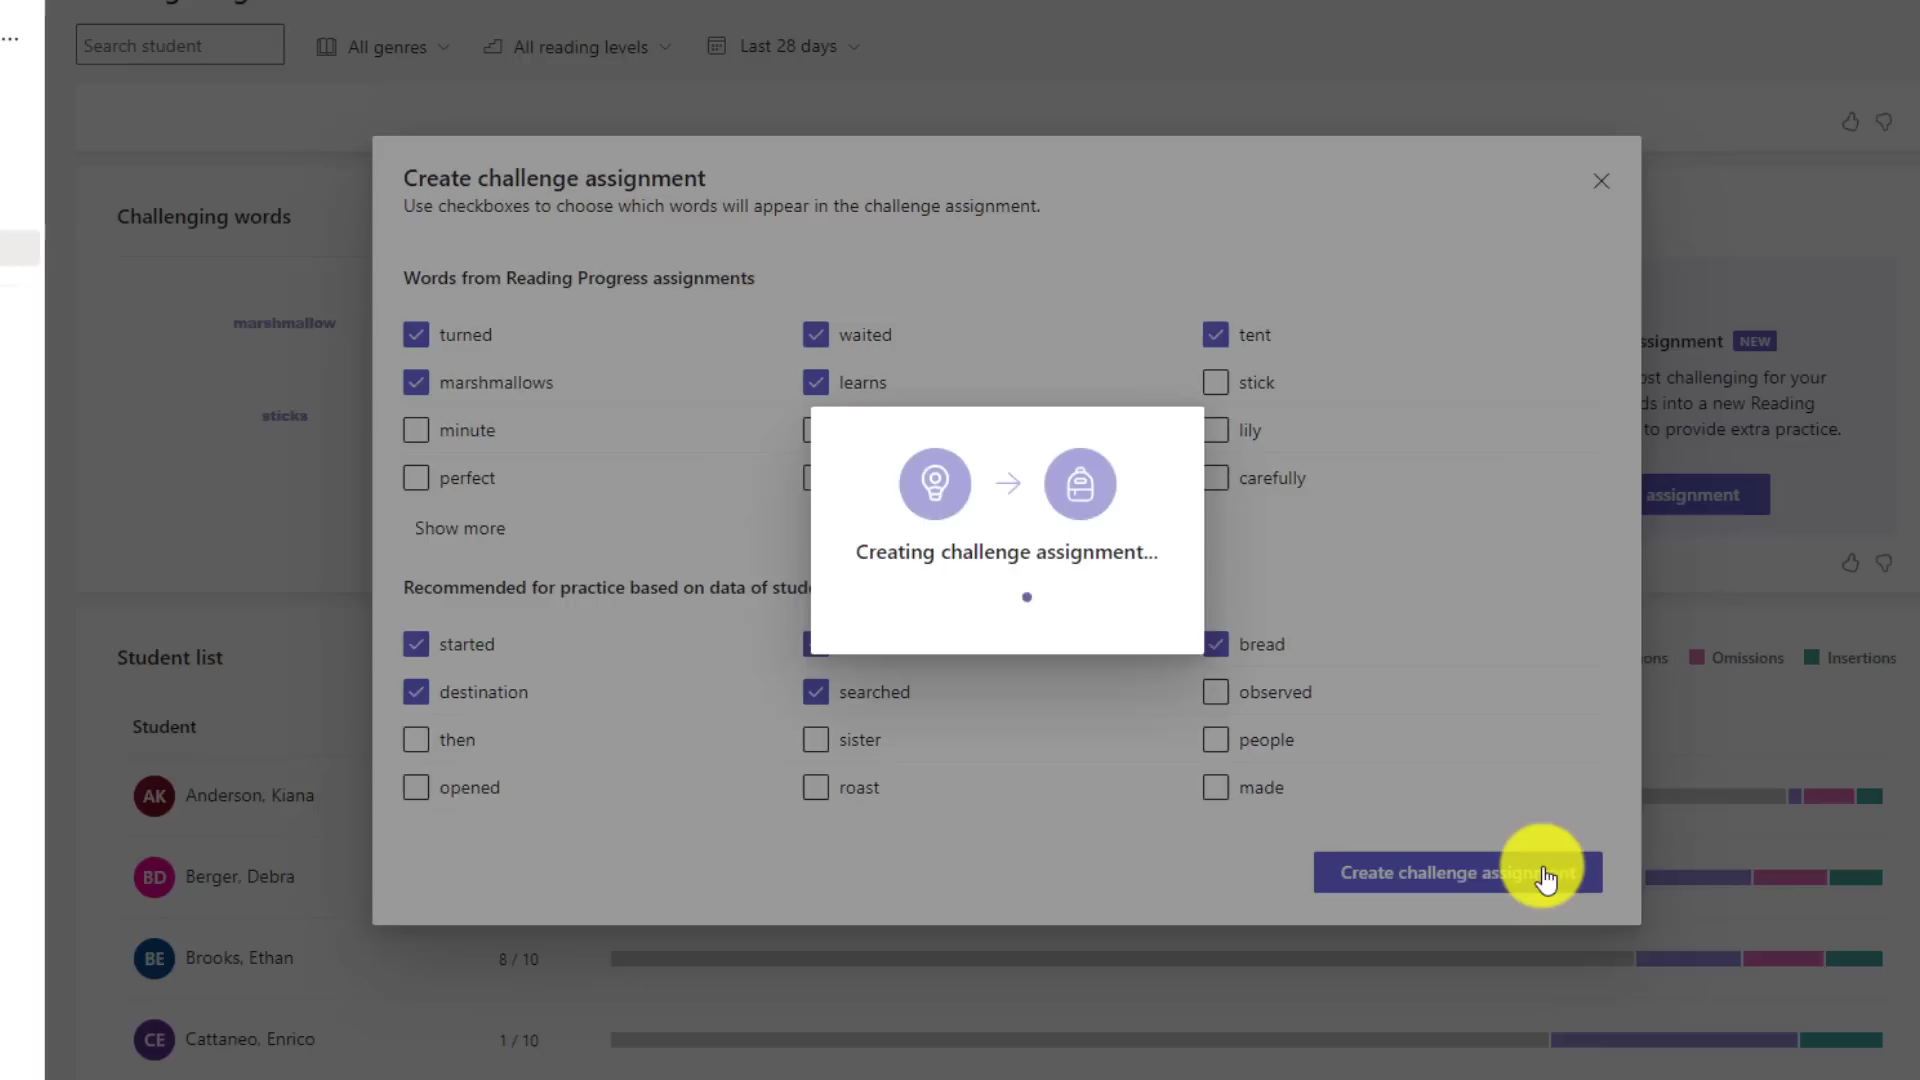 ...
Search student
All genres
All reading levels
Last 28 days
Create challenge assignment
Use checkboxes to choose which words will appear in the challenge assignment.
Challenging words
Words from Reading Progress assignments
marshmallow
turned
waited
tent
ssignment NEW
marshmallows
learns
stick
ost challenging for your
ds into a new Reading
sticks
minute
lily
to provide extra practice.
perfect
carefully
assignment
Show more
Creating challenge assignment...
Recommended for practice based on data of stude
started
bread
Student list
ons
Omissions
Insertions
destination
searched
observed
Student
then
sister
people
opened
roast
made
AK Anderson, Kiana
Create challenge assignment
BD Berger, Debra
BE Brooks, Ethan
8 / 10
CE Cattaneo, Enrico
1 / 10